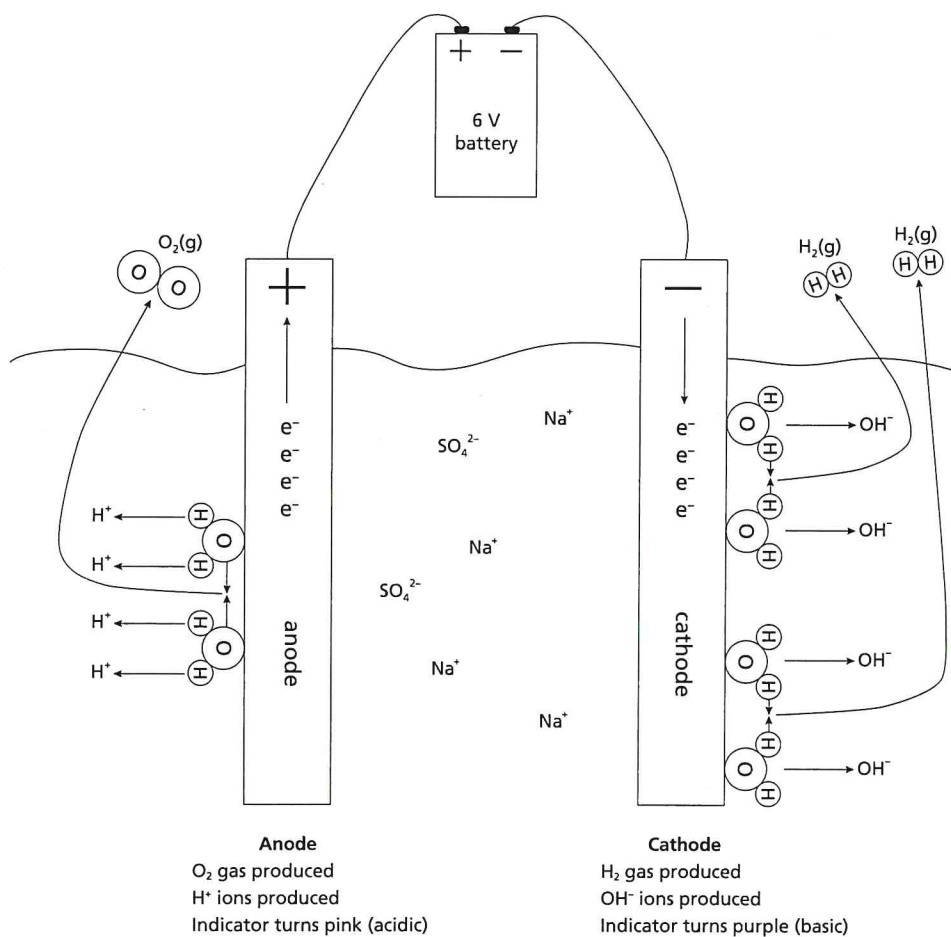 + −
6 V
battery
O₂(g)
O O
H₂(g)
H H
H₂(g)
H H
+
−
e⁻
e⁻
e⁻
e⁻
anode
H⁺
H
O
H⁺
H
H⁺
H
O
H⁺
H
SO₄²⁻
Na⁺
Na⁺
SO₄²⁻
Na⁺
Na⁺
e⁻
e⁻
e⁻
e⁻
cathode
H
O
OH⁻
H
H
O
OH⁻
H
H
O
OH⁻
H
H
O
OH⁻
H
Anode
O₂ gas produced
H⁺ ions produced
Indicator turns pink (acidic)
Cathode
H₂ gas produced
OH⁻ ions produced
Indicator turns purple (basic)